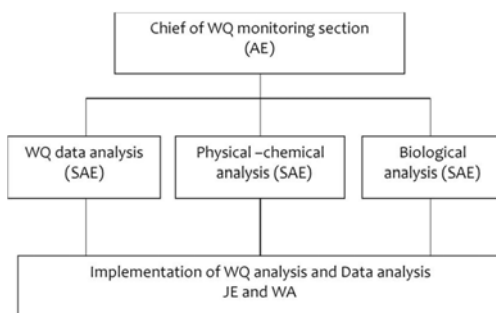 Chief of WQ monitoring section
(AE)
WQ data analysis
(SAE)
Physical –chemical
analysis (SAE)
Biological
analysis (SAE)
Implementation of WQ analysis and Data analysis
JE and WA